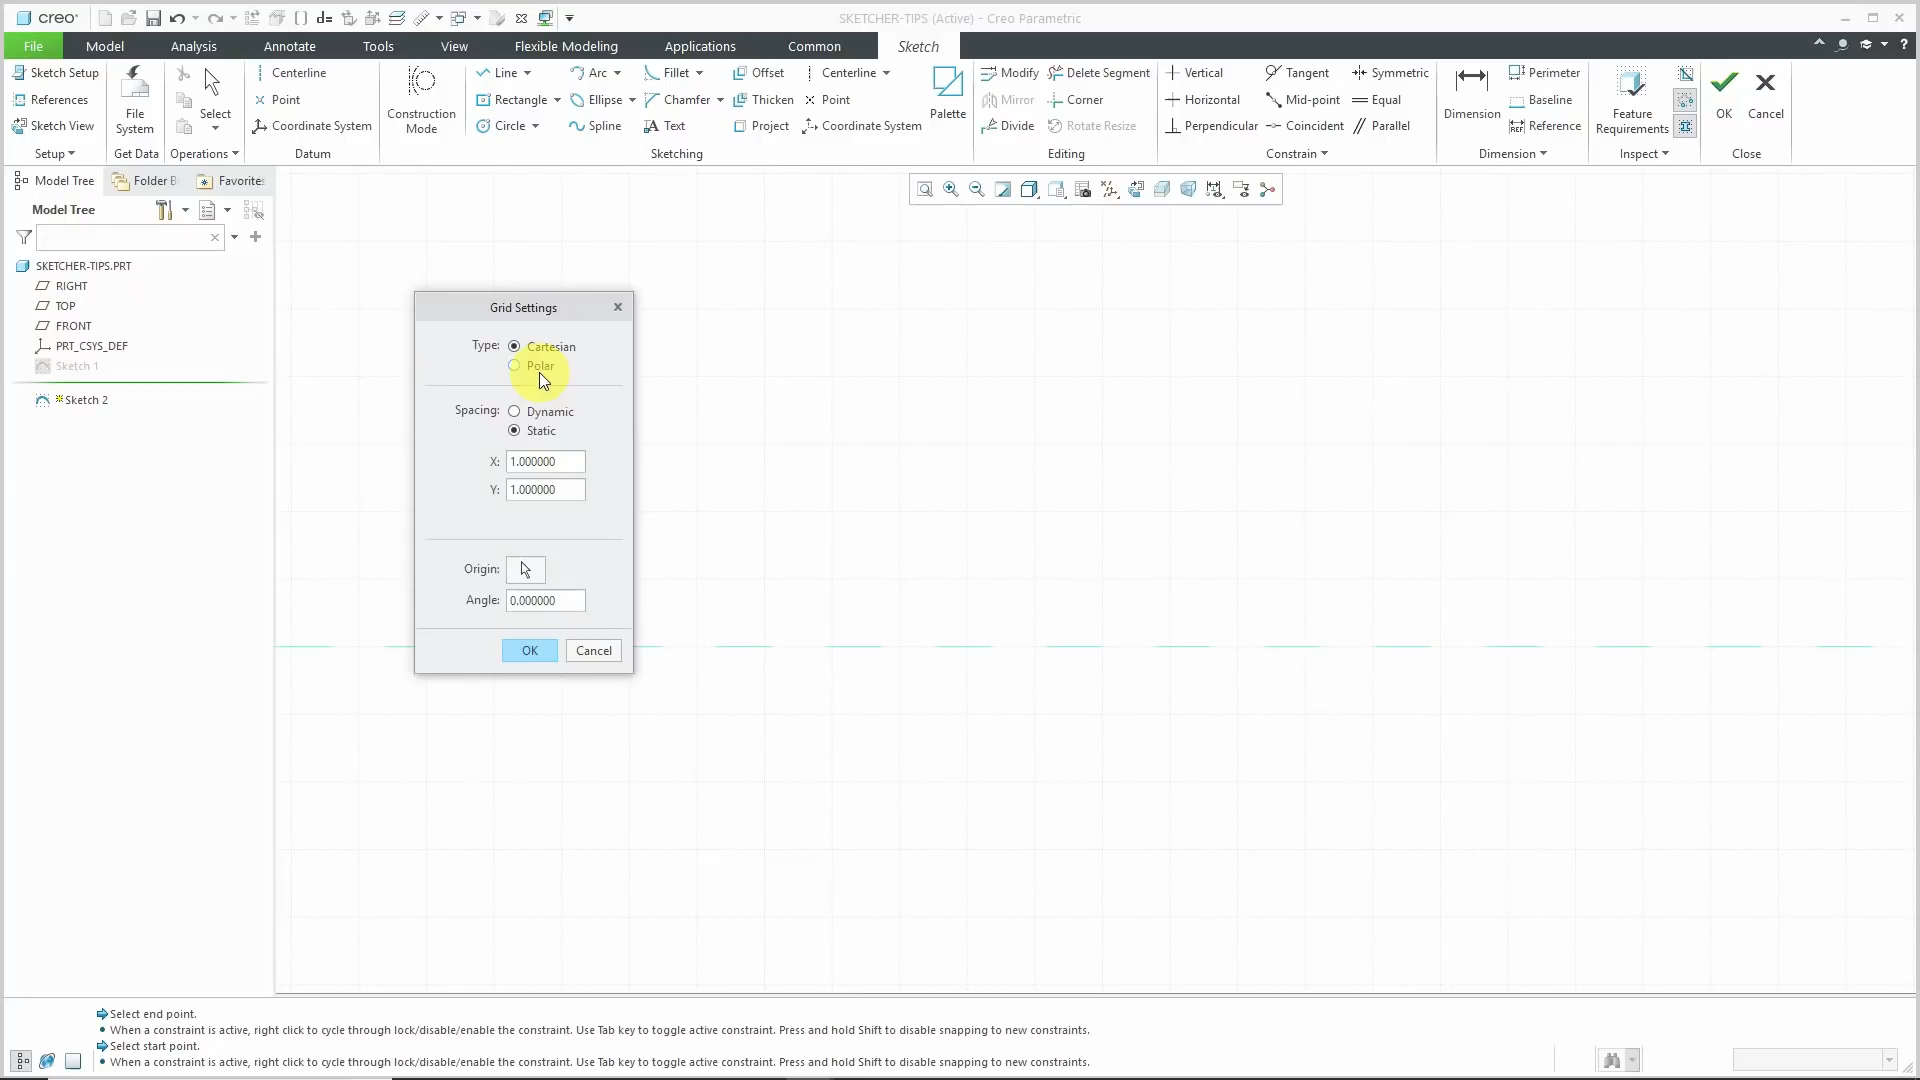 creo
d=
SKETCHER-TIPS (Active) - Creo Parametric
File Model Analysis Annotate Tools View Flexible Modeling Applications Common Sketch
Sketch Setup
References
Sketch View
Setup
File System
Get Data
Select
Operations
Centerline
Point
Coordinate System
Datum
Construction Mode
Line Arc Fillet Offset Centerline
Rectangle Ellipse Chamfer Thicken Point
Circle Spline Text Project Coordinate System
Palette
Sketching
Modify Delete Segment
Mirror Corner
Divide Rotate Resize
Editing
Vertical Tangent Symmetric
Horizontal Mid-point Equal
Perpendicular Coincident Parallel
Constrain
Dimension
Perimeter
Baseline
Reference
Dimension
Feature Requirements
Inspect
OK Cancel
Close
Model Tree Folder B Favorites
Model Tree
SKETCHER-TIPS.PRT
RIGHT
TOP
FRONT
PRT_CSYS_DEF
Sketch 1
Sketch 2
Grid Settings
Type: Cartesian
Polar
Spacing: Dynamic
Static
X: 1.000000
Y: 1.000000
Origin:
Angle: 0.000000
OK Cancel
Select end point.
• When a constraint is active, right click to cycle through lock/disable/enable the constraint. Use Tab key to toggle active constraint. Press and hold Shift to disable snapping to new constraints.
Select start point.
• When a constraint is active, right click to cycle through lock/disable/enable the constraint. Use Tab key to toggle active constraint. Press and hold Shift to disable snapping to new constraints.